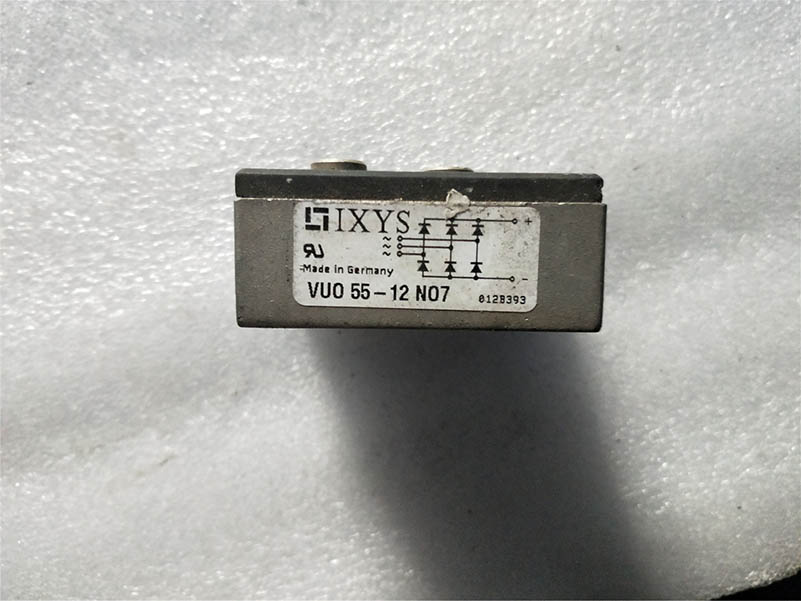 IXYS
+
~
~
~
Made in Germany
-
VUO 55-12 NO7
012B393